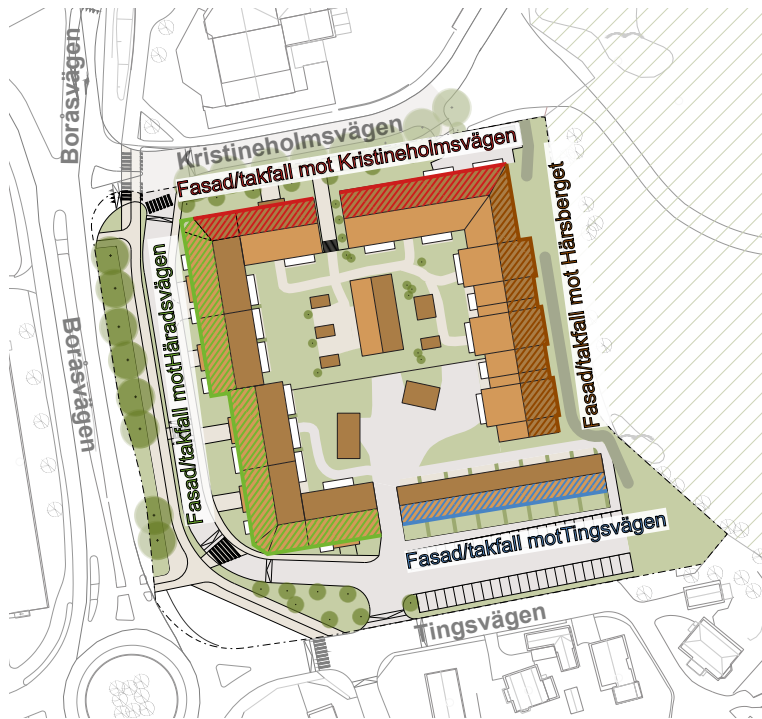 Boråsvägen
Kristineholmsvägen
Fasad/takfall mot Kristineholmsvägen
Fasad/takfall motHäradsvägen
Fasad/takfall mot Härsberget
Boråsvägen
Fasad/takfall motTingsvägen
Tingsvägen